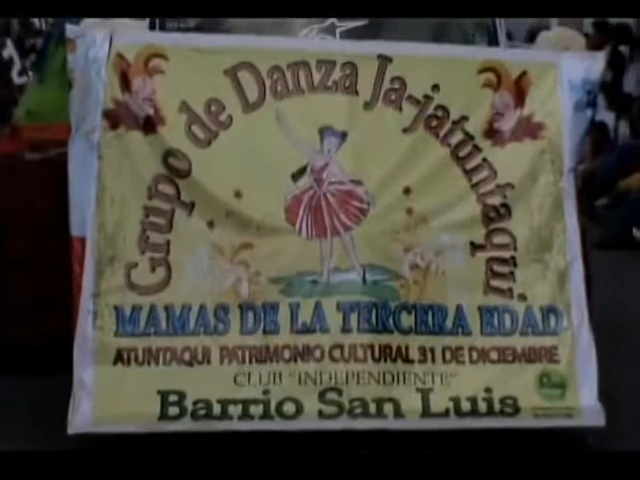 Grupo de Danza Ja-jatuntaqui
MAMAS DE LA TERCERA EDAD
ATUNTAQUI PATRIMONIO CULTURAL 31 DE DICIEMBRE
CLUB "INDEPENDIENTE"
Barrio San Luis